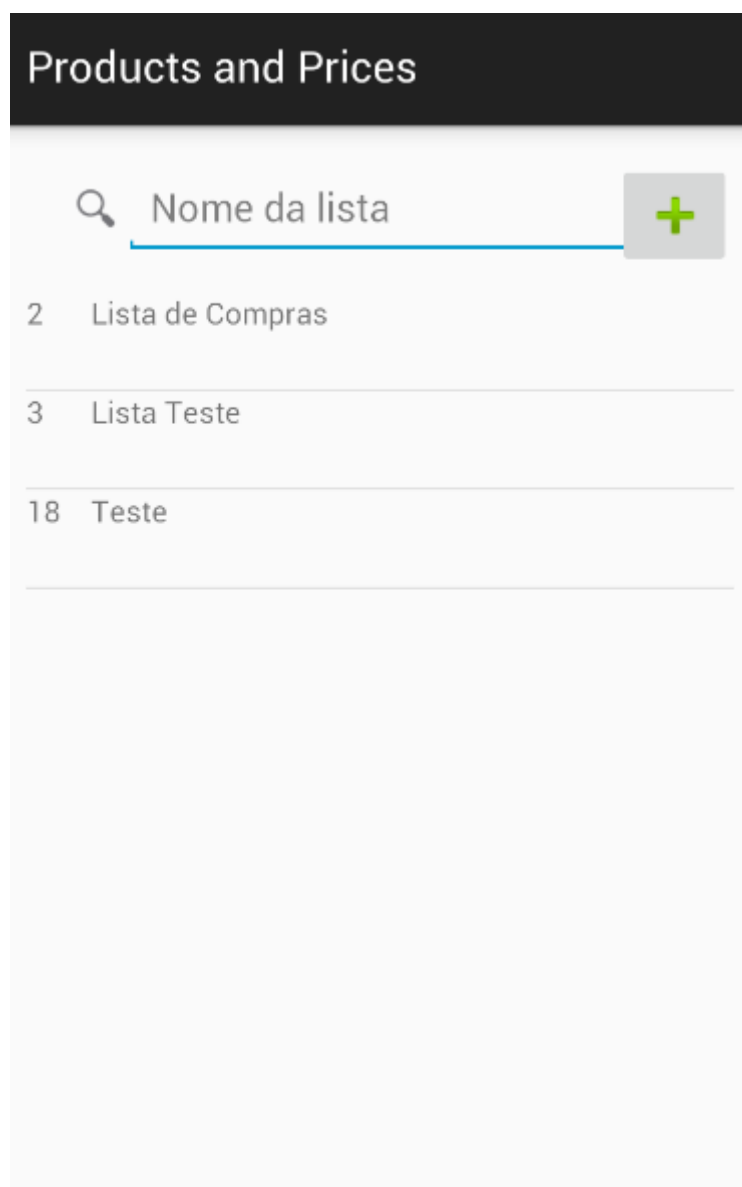 Products and Prices
Nome da lista
2 Lista de Compras
3 Lista Teste
18 Teste